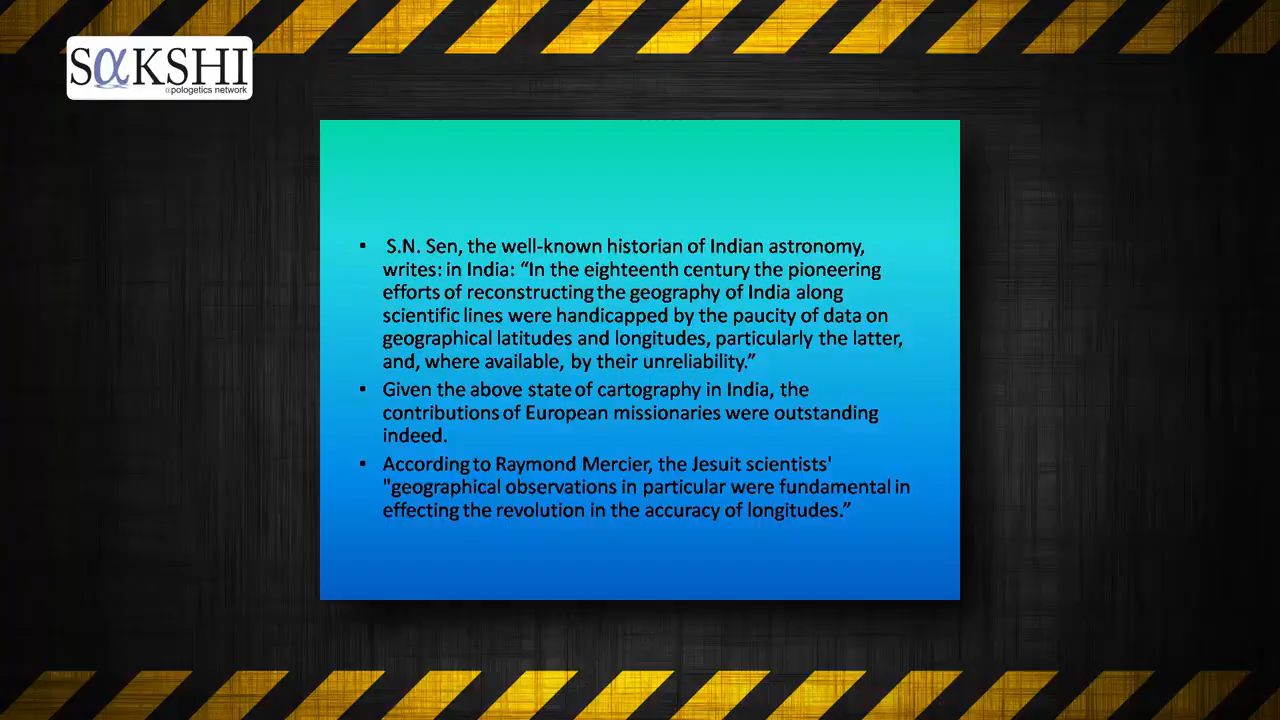 SαKSHI
αpologetics network
▪ S.N. Sen, the well-known historian of Indian astronomy,
writes: in India: “In the eighteenth century the pioneering
efforts of reconstructing the geography of India along
scientific lines were handicapped by the paucity of data on
geographical latitudes and longitudes, particularly the latter,
and, where available, by their unreliability.”
▪ Given the above state of cartography in India, the
contributions of European missionaries were outstanding
indeed.
▪ According to Raymond Mercier, the Jesuit scientists'
"geographical observations in particular were fundamental in
effecting the revolution in the accuracy of longitudes.”